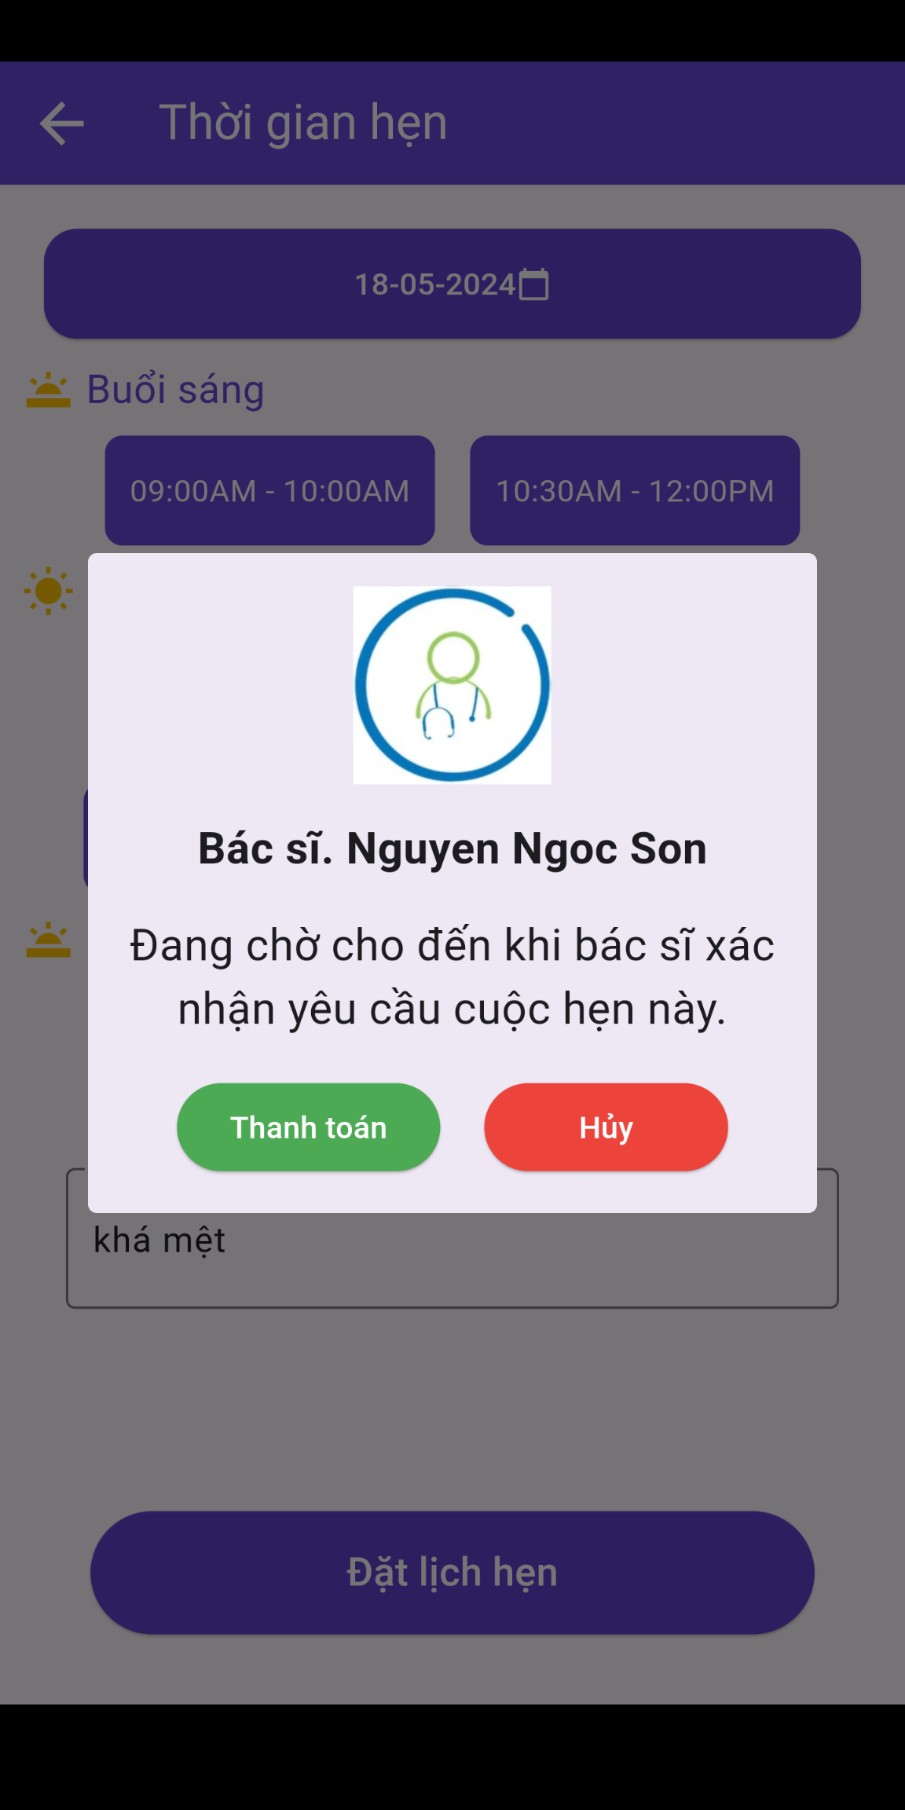 Thời gian hẹn
18-05-2024
Buổi sáng
09:00AM - 10:00AM
10:30AM - 12:00PM
Bác sĩ. Nguyen Ngoc Son
Đang chờ cho đến khi bác sĩ xác
nhận yêu cầu cuộc hẹn này.
Thanh toán
Hủy
khá mệt
Đặt lịch hẹn